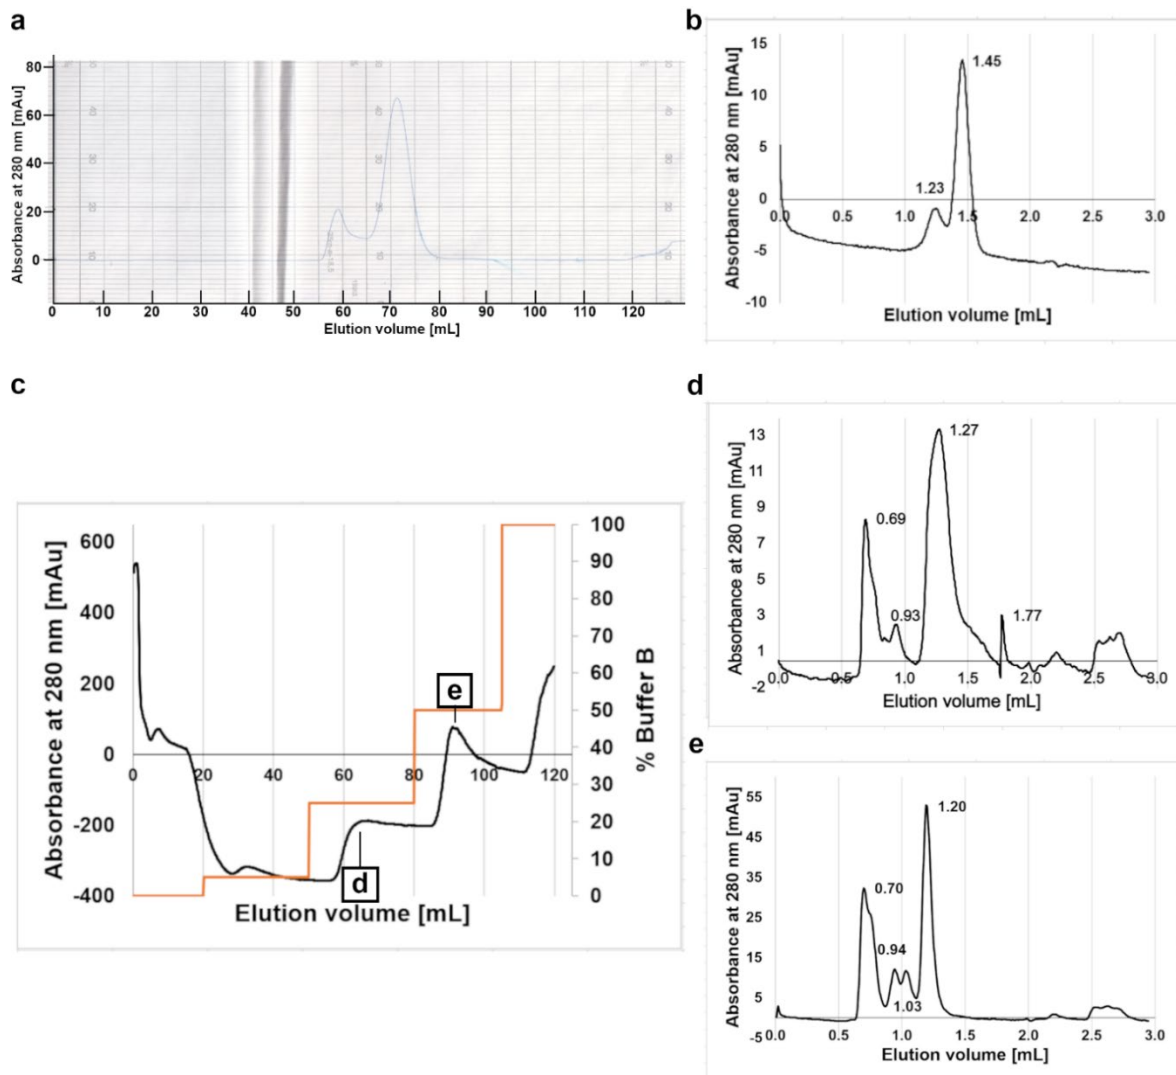 a
80
60
40
20
0
Absorbance at 280 nm [mAu]
0 10 20 30 40 50 60 70 80 90 100 110 120
Elution volume [mL]
b
15
10
5
0
-5
-10
Absorbance at 280 nm [mAu]
1.45
1.23
0.0 0.5 1.0 1.5 2.0 2.5 3.0
Elution volume [mL]
c
600
400
200
0
-200
-400
Absorbance at 280 nm [mAu]
0 20 40 60 80 100 120
e
d
100
90
80
70
60
50
40
30
20
10
0
% Buffer B
Elution volume [mL]
d
13
11
9
7
5
3
1
-2
Absorbance at 280 nm [mAu]
1.27
0.69
0.93
1.77
0.0 0.5 1.0 1.5 2.0 2.5 3.0
Elution volume [mL]
e
55
45
35
25
15
5
-5
Absorbance at 280 nm [mAu]
1.20
0.70
0.94
1.03
0.0 0.5 1.0 1.5 2.0 2.5 3.0
Elution volume [mL]